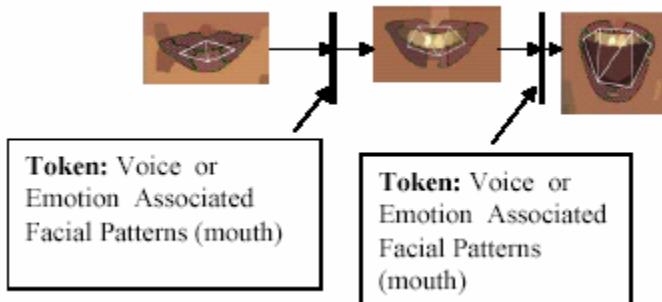 Token: Voice or
Emotion Associated
Facial Patterns (mouth)
Token: Voice or
Emotion Associated
Facial Patterns
(mouth)